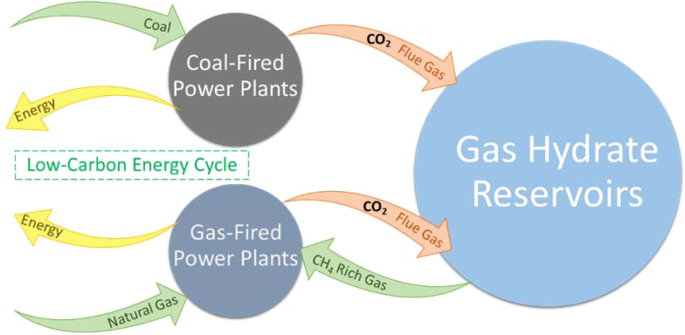 Coal
Coal-Fired
Power Plants
CO₂ Flue Gas
Energy
Gas Hydrate
Reservoirs
Low-Carbon Energy Cycle
Energy
Gas-Fired
Power Plants
CO₂ Flue Gas
CH₄ Rich Gas
Natural Gas